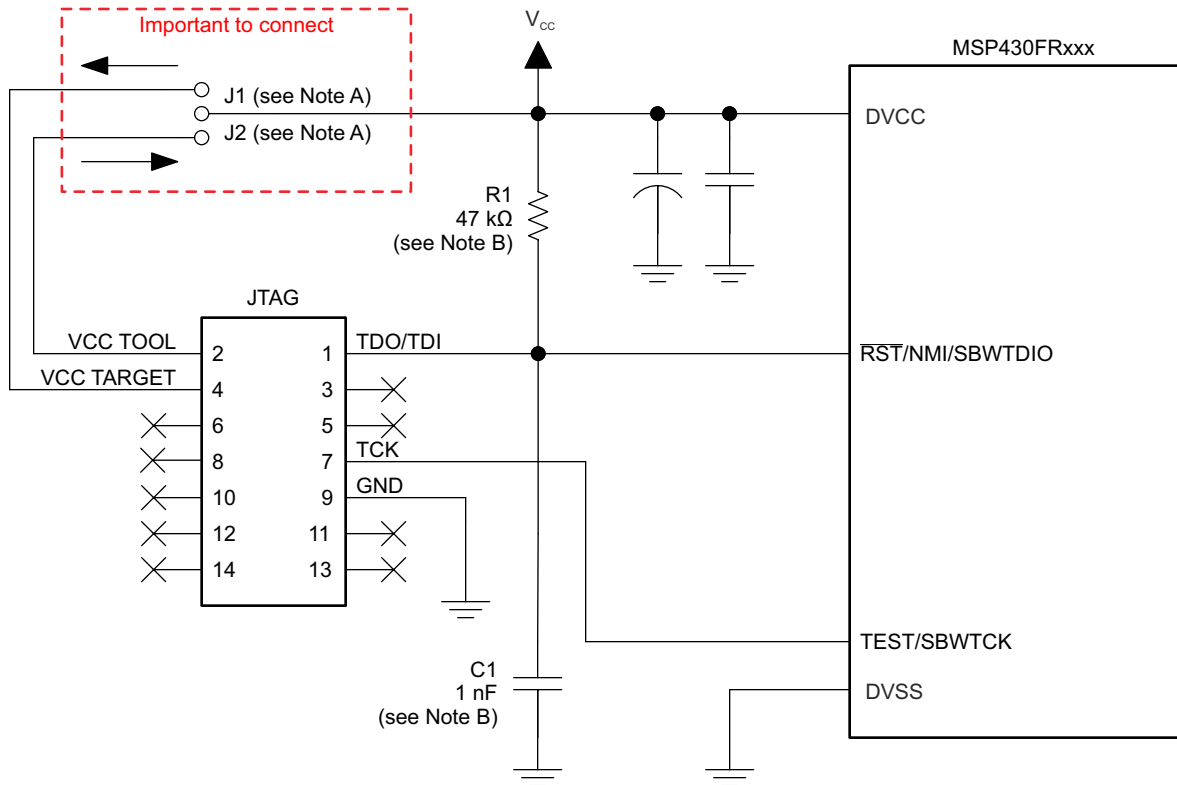 Important to connect
VCC
MSP430FRxxx
J1 (see Note A)
J2 (see Note A)
DVCC
R1
47 kΩ
(see Note B)
JTAG
VCC TOOL
2
1
TDO/TDI
RST/NMI/SBWTDIO
VCC TARGET
4
3
6
5
8
7
TCK
10
9
GND
12
11
14
13
TEST/SBWTCK
C1
1 nF
(see Note B)
DVSS